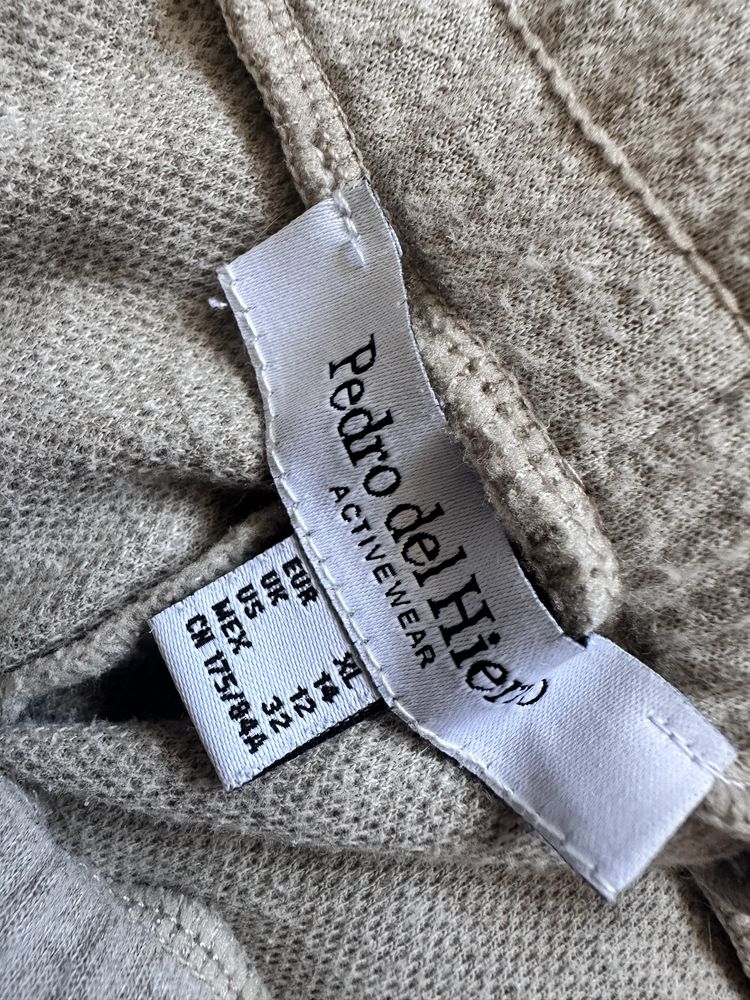 Pedro del Hierro
ACTIVEWEAR
EUR XL
UK 14
US 12
MEX 32
CN 175/84A